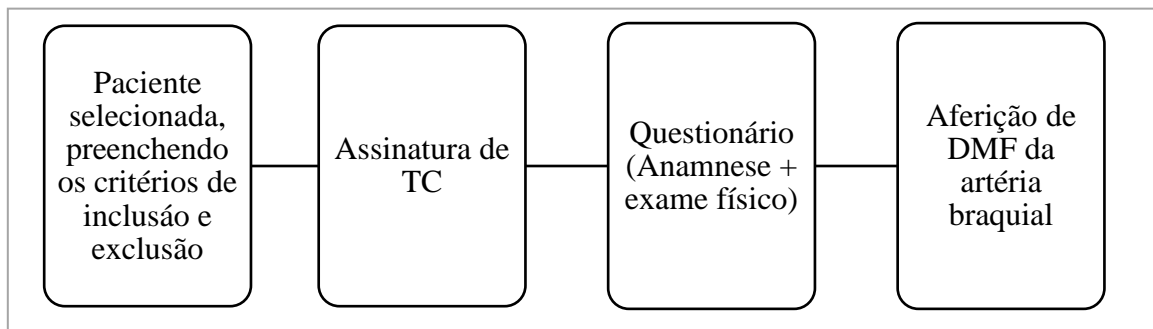 Paciente
selecionada,
preenchendo
os critérios de
inclusáo e
exclusão
Assinatura de
TC
Questionário
(Anamnese +
exame físico)
Aferição de
DMF da
artéria
braquial